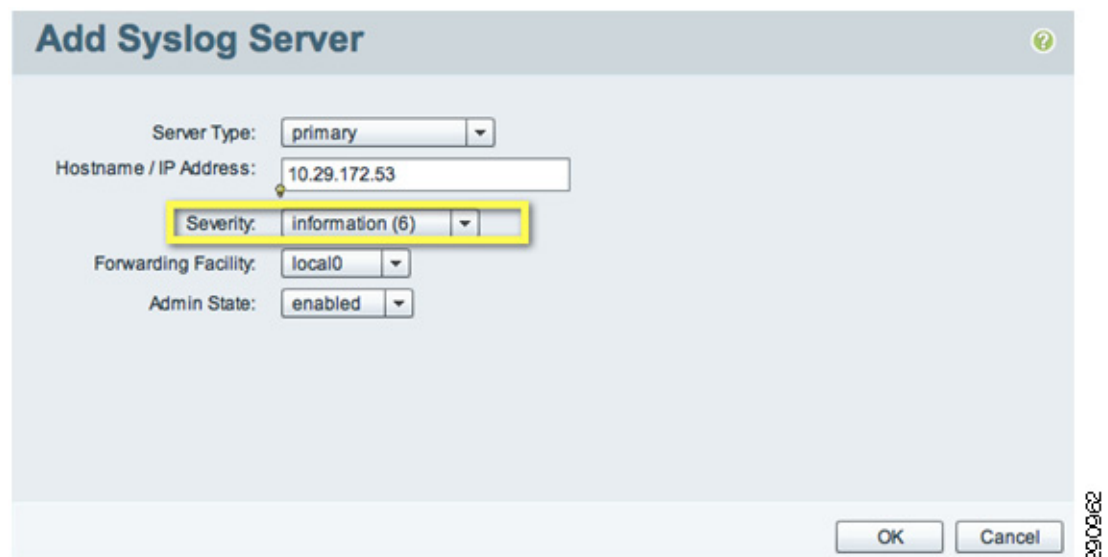 Add Syslog Server
?
Server Type: primary
Hostname / IP Address: 10.29.172.53
Severity: information (6)
Forwarding Facility: local0
Admin State: enabled
OK Cancel
290962